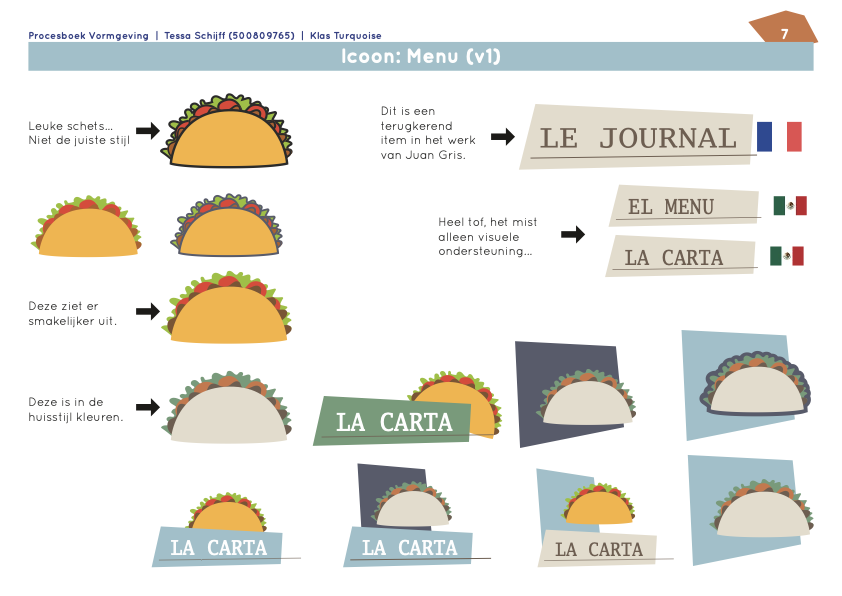 Procesboek Vormgeving | Tessa Schijff (500809765) | Klas Turquoise
7
Icoon: Menu (v1)
Leuke schets...
Niet de juiste stijl
Dit is een
terugkerend
item in het werk
van Juan Gris.
LE JOURNAL
Heel tof, het mist
alleen visuele
ondersteuning...
EL MENU
LA CARTA
Deze ziet er
smakelijker uit.
Deze is in de
huisstijl kleuren.
LA CARTA
LA CARTA
LA CARTA
LA CARTA